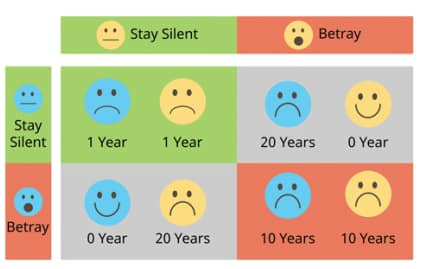 Stay Silent
Betray
Stay
Silent
1 Year
1 Year
20 Years
0 Year
Betray
0 Year
20 Years
10 Years
10 Years